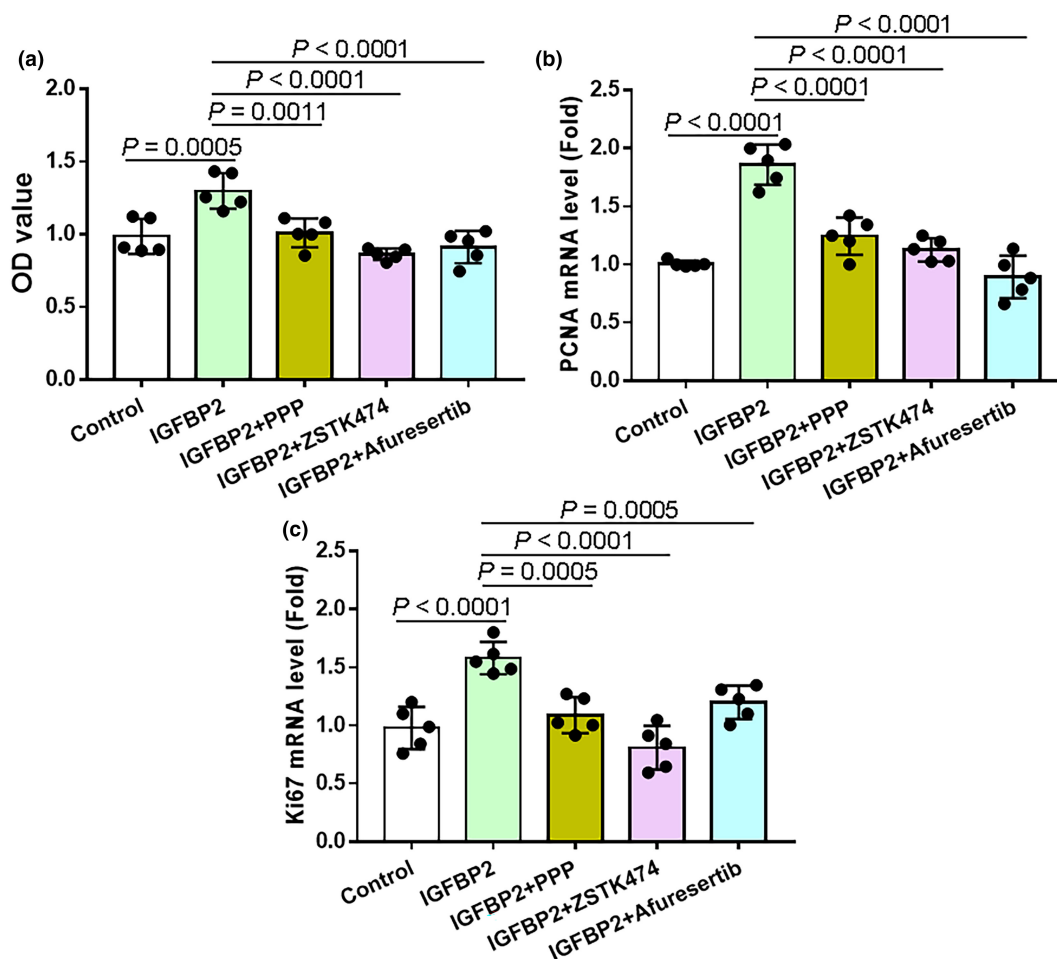 (a)
P < 0.0001
P < 0.0001
P = 0.0011
P = 0.0005
OD value
2.0
1.5
1.0
0.5
0.0
Control
IGFBP2
IGFBP2+PPP
IGFBP2+ZSTK474
IGFBP2+Afuresertib
(b)
P < 0.0001
P < 0.0001
P < 0.0001
P < 0.0001
PCNA mRNA level (Fold)
2.5
2.0
1.5
1.0
0.5
0.0
Control
IGFBP2
IGFBP2+PPP
IGFBP2+ZSTK474
IGFBP2+Afuresertib
(c)
P = 0.0005
P < 0.0001
P = 0.0005
P < 0.0001
Ki67 mRNA level (Fold)
2.5
2.0
1.5
1.0
0.5
0.0
Control
IGFBP2
IGFBP2+PPP
IGFBP2+ZSTK474
IGFBP2+Afuresertib